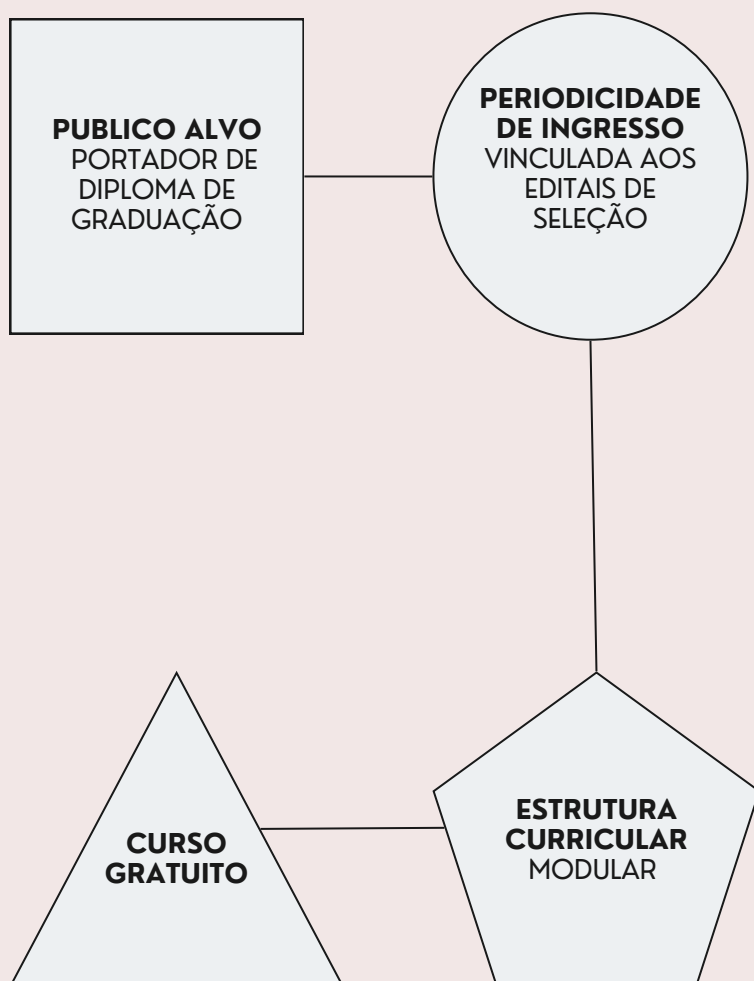 PUBLICO ALVO
PORTADOR DE
DIPLOMA DE
GRADUAÇÃO
PERIODICIDADE
DE INGRESSO
VINCULADA AOS
EDITAIS DE
SELEÇÃO
CURSO
GRATUITO
ESTRUTURA
CURRICULAR
MODULAR